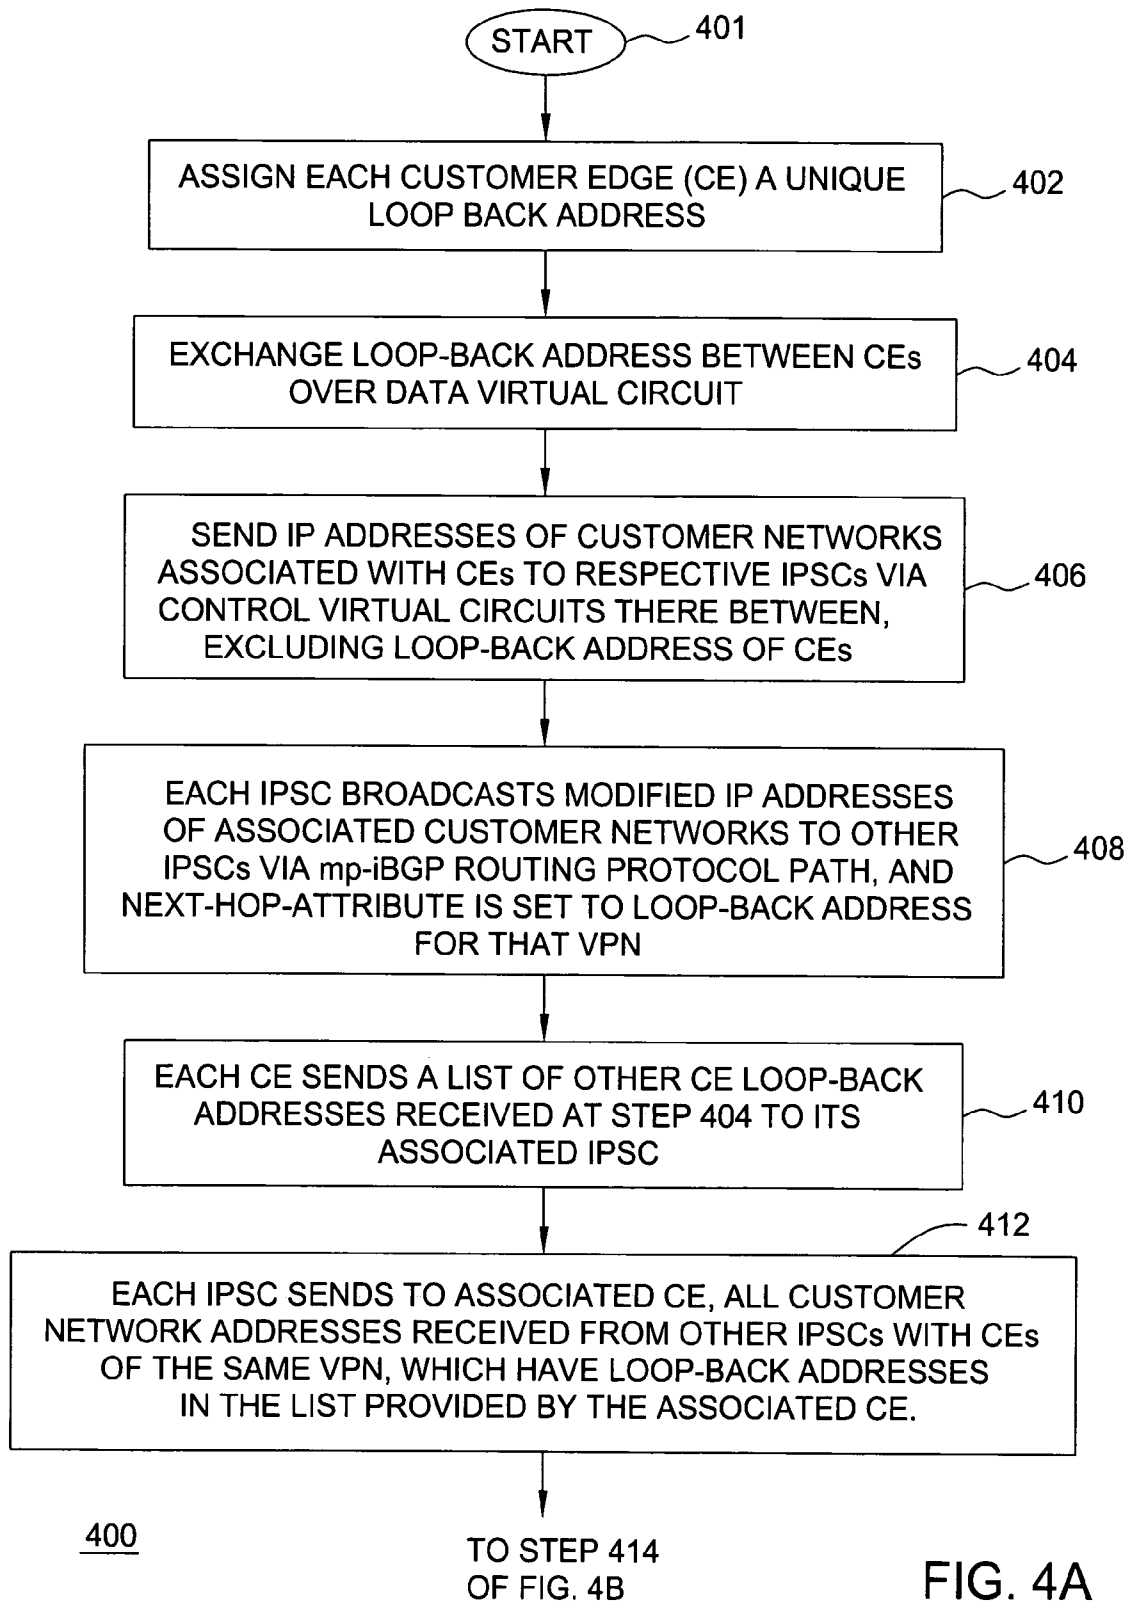 START
401
ASSIGN EACH CUSTOMER EDGE (CE) A UNIQUE
LOOP BACK ADDRESS
402
EXCHANGE LOOP-BACK ADDRESS BETWEEN CEs
OVER DATA VIRTUAL CIRCUIT
404
SEND IP ADDRESSES OF CUSTOMER NETWORKS
ASSOCIATED WITH CEs TO RESPECTIVE IPSCs VIA
CONTROL VIRTUAL CIRCUITS THERE BETWEEN,
EXCLUDING LOOP-BACK ADDRESS OF CEs
406
EACH IPSC BROADCASTS MODIFIED IP ADDRESSES
OF ASSOCIATED CUSTOMER NETWORKS TO OTHER
IPSCs VIA mp-iBGP ROUTING PROTOCOL PATH, AND
NEXT-HOP-ATTRIBUTE IS SET TO LOOP-BACK ADDRESS
FOR THAT VPN
408
EACH CE SENDS A LIST OF OTHER CE LOOP-BACK
ADDRESSES RECEIVED AT STEP 404 TO ITS
ASSOCIATED IPSC
410
412
EACH IPSC SENDS TO ASSOCIATED CE, ALL CUSTOMER
NETWORK ADDRESSES RECEIVED FROM OTHER IPSCs WITH CEs
OF THE SAME VPN, WHICH HAVE LOOP-BACK ADDRESSES
IN THE LIST PROVIDED BY THE ASSOCIATED CE.
400
TO STEP 414
OF FIG. 4B
FIG. 4A